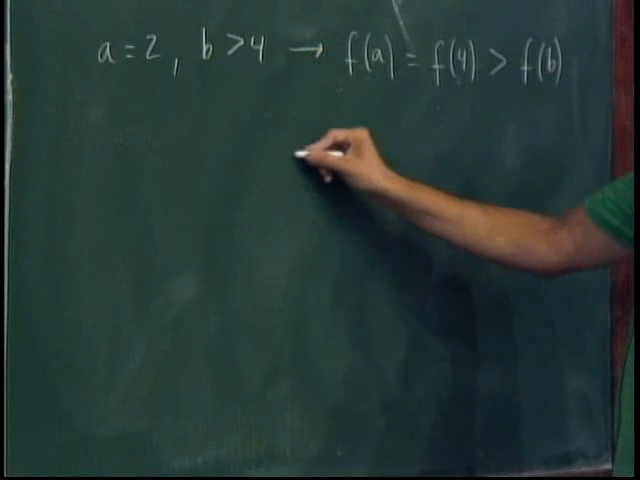 a = 2, b > 4 → f(a) = f(4) > f(b)